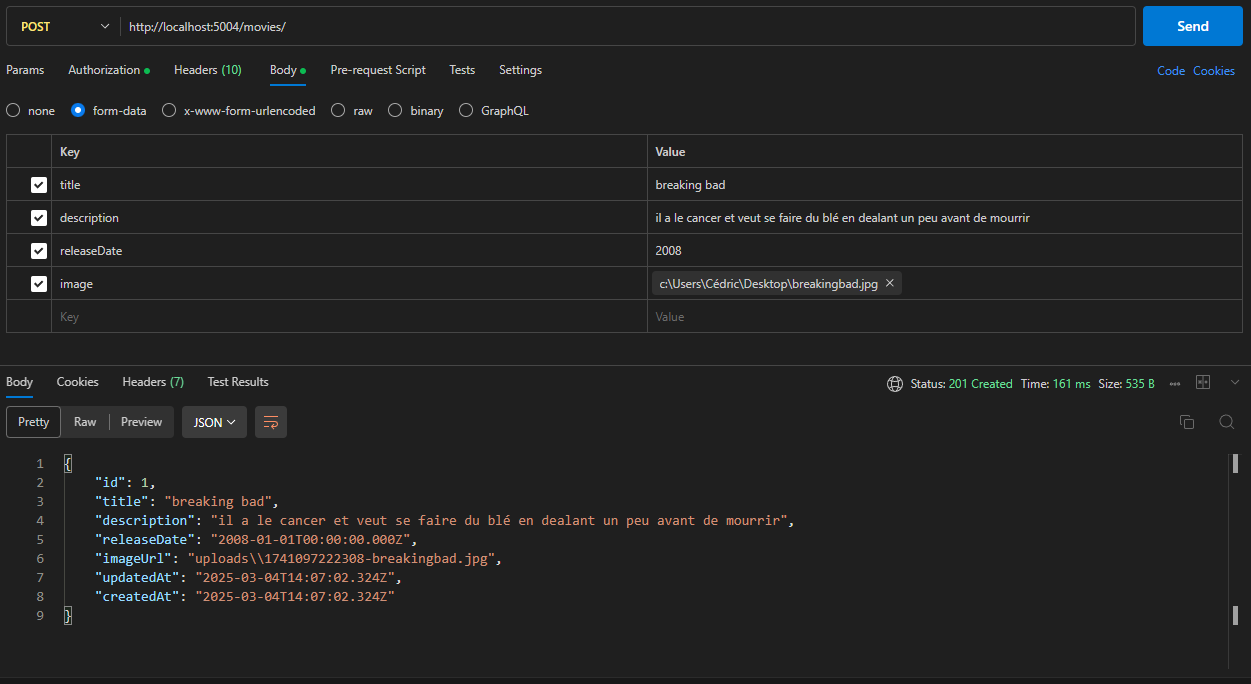 POST http://localhost:5004/movies/ Send
Params Authorization Headers (10) Body Pre-request Script Tests Settings Code Cookies
none form-data x-www-form-urlencoded raw binary GraphQL
Key Value
title breaking bad
description il a le cancer et veut se faire du blé en dealant un peu avant de mourrir
releaseDate 2008
image c:\Users\Cédric\Desktop\breakingbad.jpg
Key Value
Body Cookies Headers (7) Test Results Status: 201 Created Time: 161 ms Size: 535 B
Pretty Raw Preview JSON
1 {
2 "id": 1,
3 "title": "breaking bad",
4 "description": "il a le cancer et veut se faire du blé en dealant un peu avant de mourrir",
5 "releaseDate": "2008-01-01T00:00:00.000Z",
6 "imageUrl": "uploads\\1741097222308-breakingbad.jpg",
7 "updatedAt": "2025-03-04T14:07:02.324Z",
8 "createdAt": "2025-03-04T14:07:02.324Z"
9 }